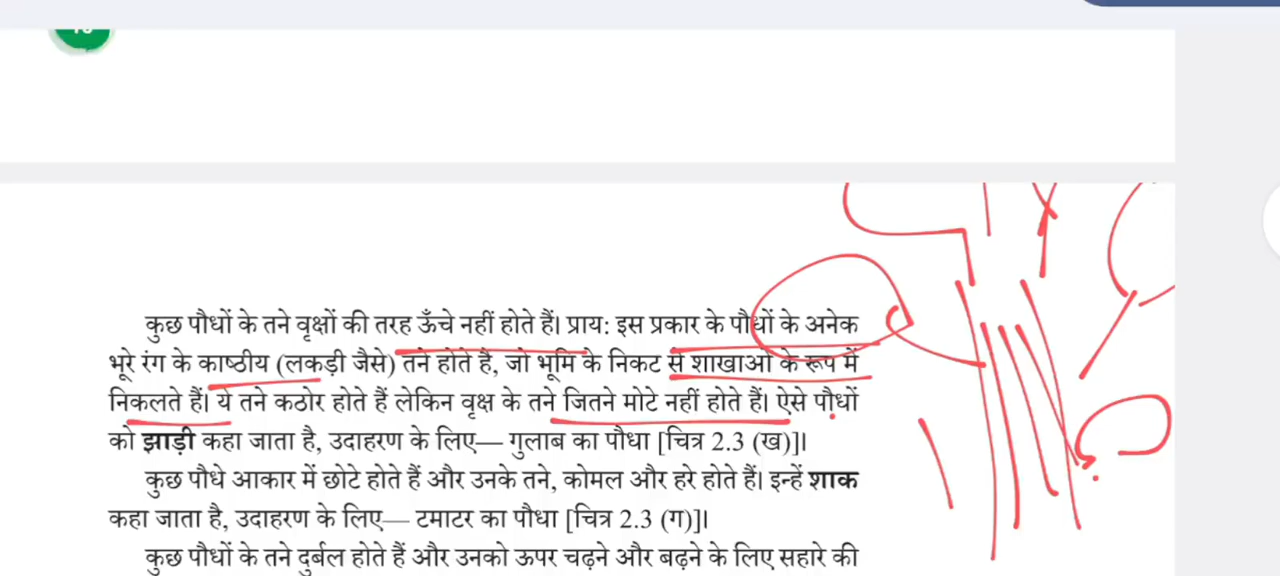 कुछ पौधों के तने वृक्षों की तरह ऊँचे नहीं होते हैं। प्राय: इस प्रकार के पौधों के अनेक
भूरे रंग के काष्ठीय (लकड़ी जैसे) तने होते है, जो भूमि के निकट से शाखाओं के रूप में
निकलते हैं। ये तने कठोर होते हैं लेकिन वृक्ष के तने जितने मोटे नहीं होते हैं। ऐसे पौधों
को झाड़ी कहा जाता है, उदाहरण के लिए— गुलाब का पौधा [चित्र 2.3 (ख)]।
कुछ पौधे आकार में छोटे होते हैं और उनके तने, कोमल और हरे होते हैं। इन्हें शाक
कहा जाता है, उदाहरण के लिए— टमाटर का पौधा [चित्र 2.3 (ग)]।
कुछ पौधों के तने दुर्बल होते हैं और उनको ऊपर चढ़ने और बढ़ने के लिए सहारे की